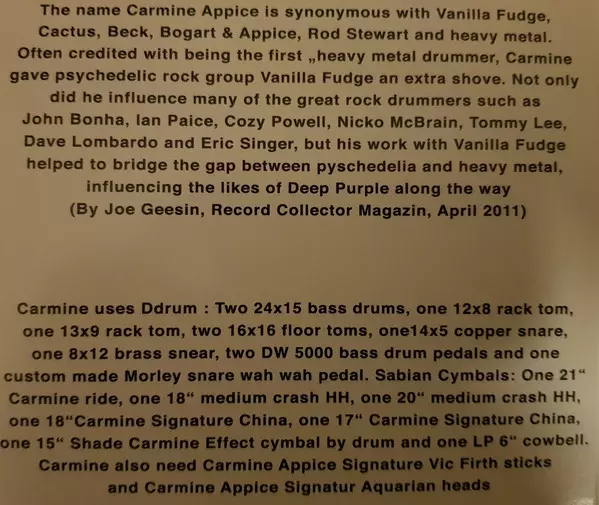 The name Carmine Appice is synonymous with Vanilla Fudge,
Cactus, Beck, Bogart & Appice, Rod Stewart and heavy metal.
Often credited with being the first „heavy metal drummer, Carmine
gave psychedelic rock group Vanilla Fudge an extra shove. Not only
did he influence many of the great rock drummers such as
John Bonha, Ian Paice, Cozy Powell, Nicko McBrain, Tommy Lee,
Dave Lombardo and Eric Singer, but his work with Vanilla Fudge
helped to bridge the gap between pyschedelia and heavy metal,
influencing the likes of Deep Purple along the way
(By Joe Geesin, Record Collector Magazin, April 2011)
Carmine uses Ddrum : Two 24x15 bass drums, one 12x8 rack tom,
one 13x9 rack tom, two 16x16 floor toms, one14x5 copper snare,
one 8x12 brass snear, two DW 5000 bass drum pedals and one
custom made Morley snare wah wah pedal. Sabian Cymbals: One 21“
Carmine ride, one 18“ medium crash HH, one 20“ medium crash HH,
one 18“Carmine Signature China, one 17“ Carmine Signature China,
one 15“ Shade Carmine Effect cymbal by drum and one LP 6“ cowbell.
Carmine also need Carmine Appice Signature Vic Firth sticks
and Carmine Appice Signatur Aquarian heads